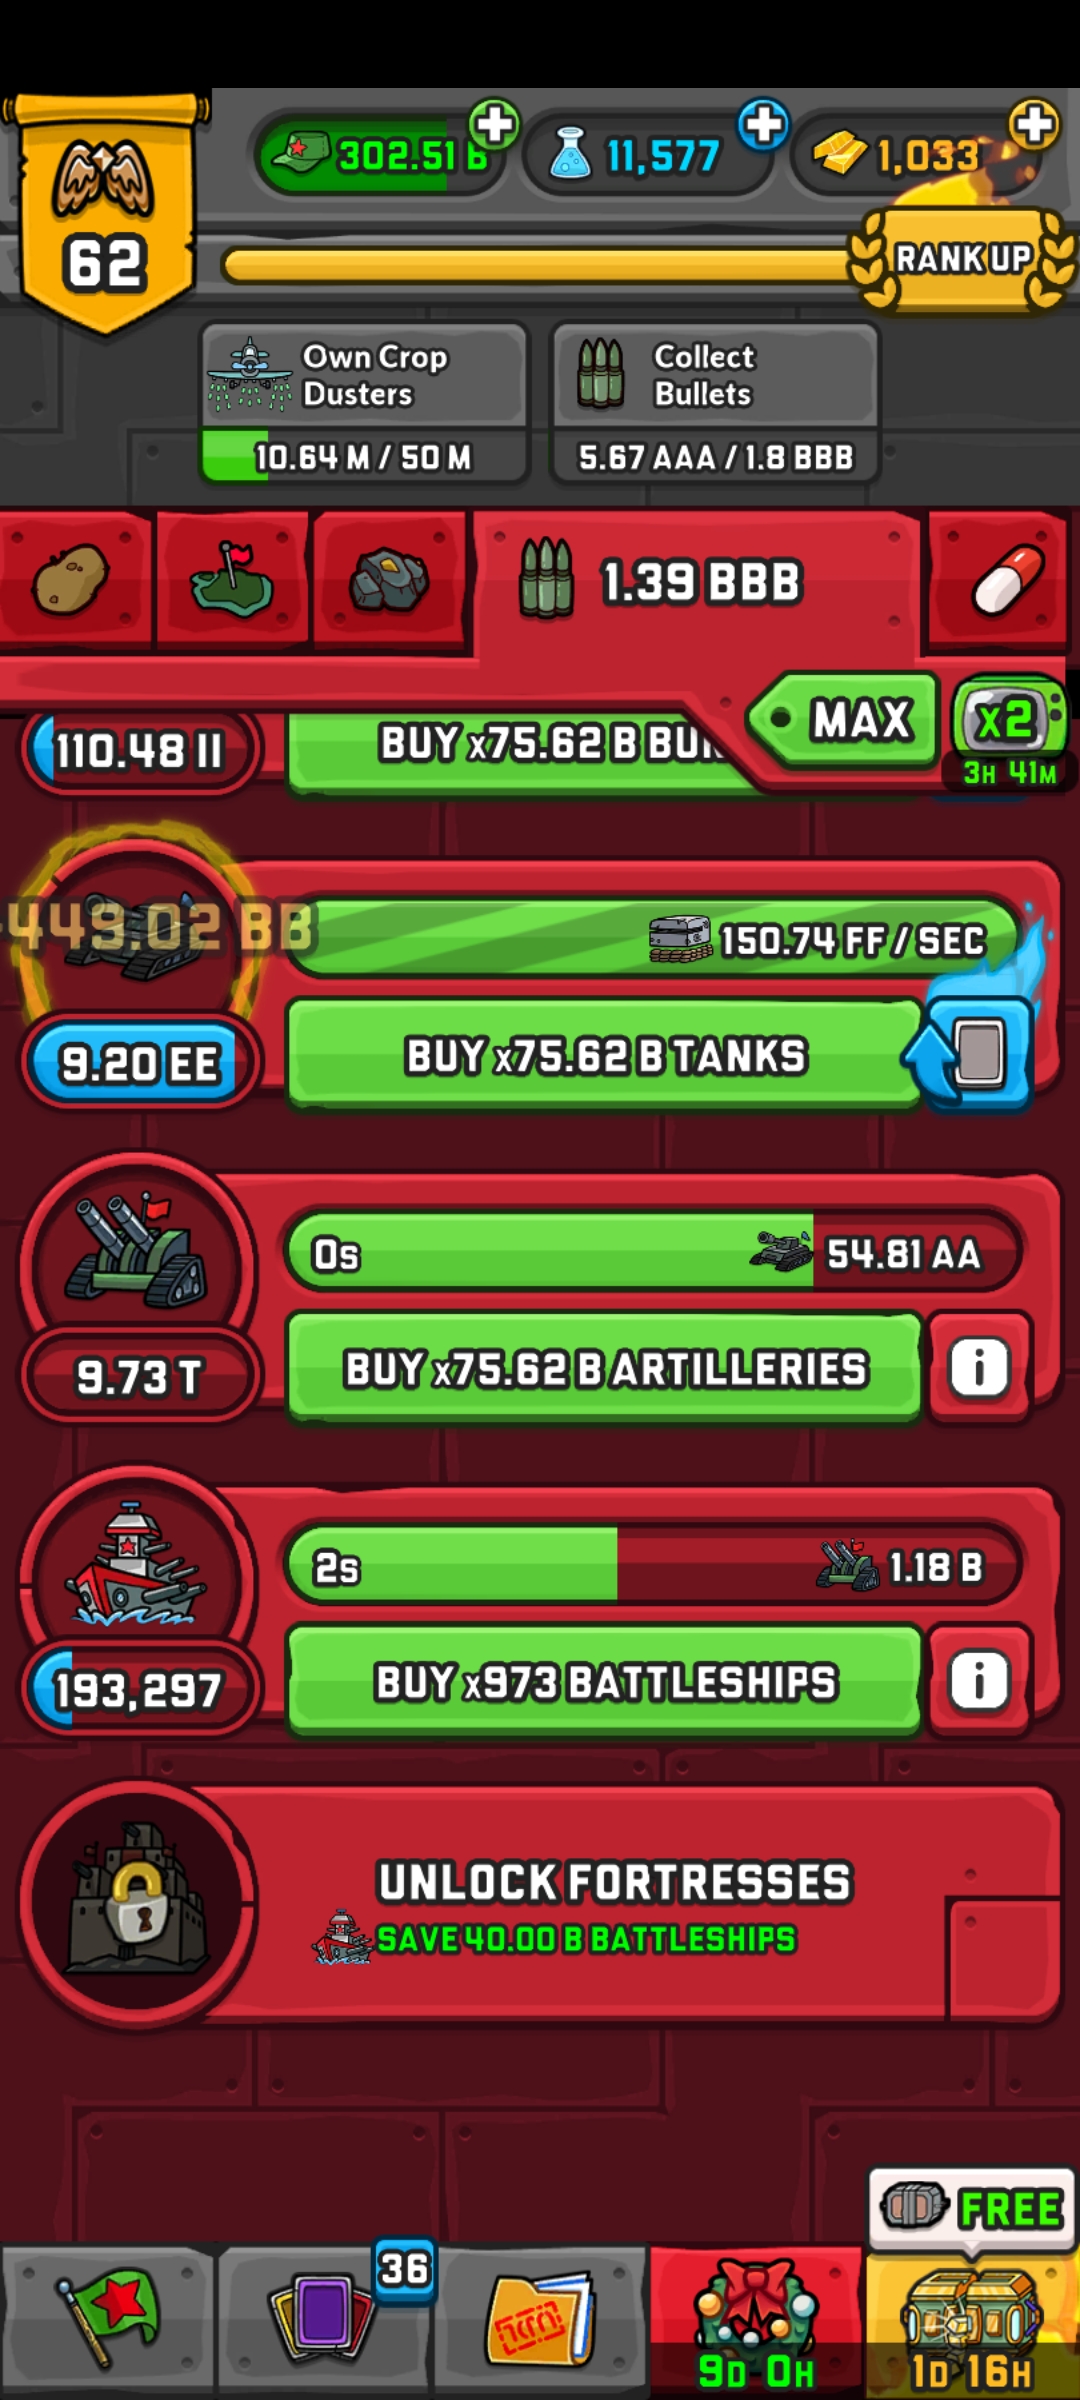 302.51 B
11,577
1,033
62
RANK UP
Own Crop
Dusters
10.64 M / 50 M
Collect
Bullets
5.67 AAA / 1.8 BBB
1.39 BBB
MAX
x2
3H 41M
110.48 II
BUY x75.62 B
-449.02 BB
150.74 FF / SEC
9.20 EE
BUY x75.62 B TANKS
0s
54.81 AA
9.73 T
BUY x75.62 B ARTILLERIES
i
2s
1.18 B
193,297
BUY x973 BATTLESHIPS
i
UNLOCK FORTRESSES
SAVE 40.00 B BATTLESHIPS
FREE
36
9D 0H
1D 16H